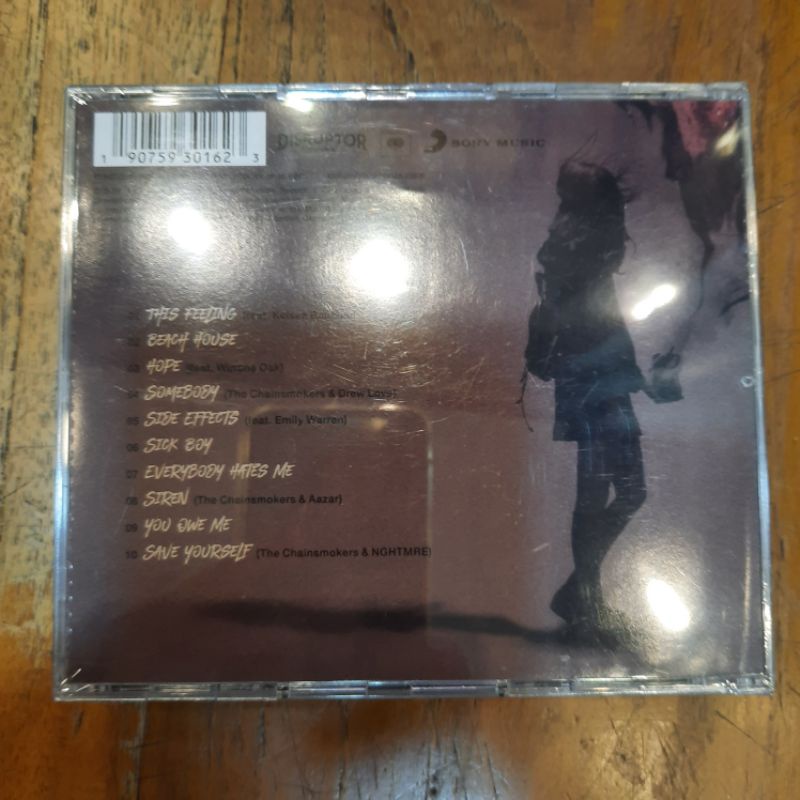 1 90759 30162 3
DISRUPTOR
SONY MUSIC
01 THIS FEELING (feat. Kelsea Ballerini)
02 BEACH HOUSE
03 HOPE (feat. Winona Oak)
04 SOMEBODY (The Chainsmokers & Drew Love)
05 SIDE EFFECTS (feat. Emily Warren)
06 SICK BOY
07 EVERYBODY HATES ME
08 SIREN (The Chainsmokers & Aazar)
09 YOU OWE ME
10 SAVE YOURSELF (The Chainsmokers & NGHTMRE)